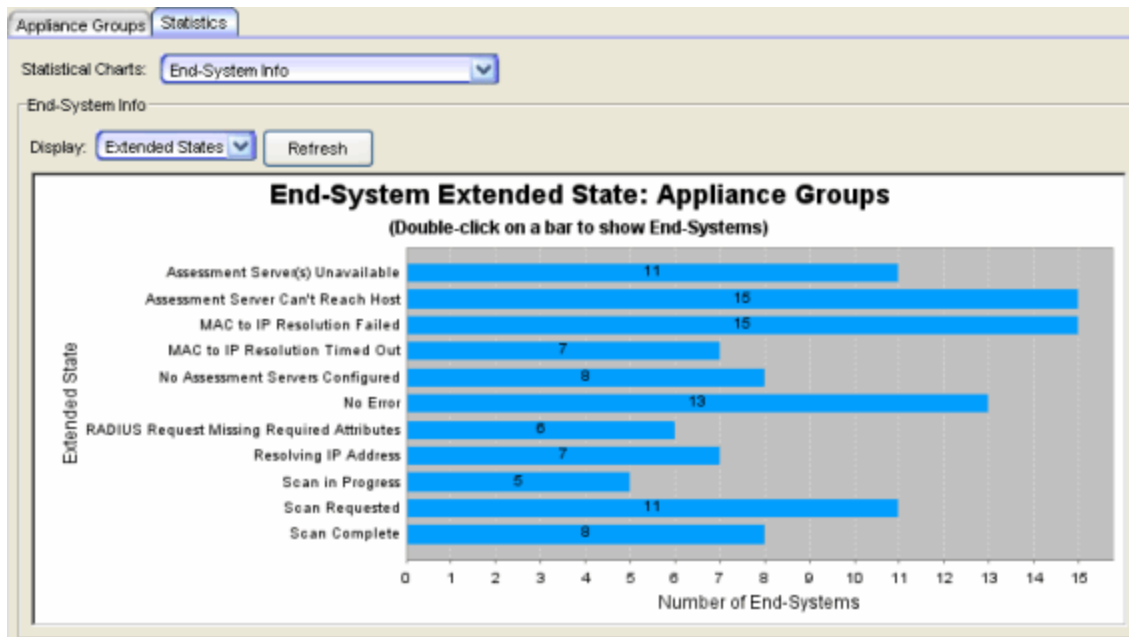 Appliance Groups Statistics
Statistical Charts: End-System Info
End-System Info
Display: Extended States Refresh
End-System Extended State: Appliance Groups
(Double-click on a bar to show End-Systems)
Extended State
Assessment Server(s) Unavailable 11
Assessment Server Can't Reach Host 15
MAC to IP Resolution Failed 15
MAC to IP Resolution Timed Out 7
No Assessment Servers Configured 8
No Error 13
RADIUS Request Missing Required Attributes 6
Resolving IP Address 7
Scan in Progress 5
Scan Requested 11
Scan Complete 8
0 1 2 3 4 5 6 7 8 9 10 11 12 13 14 15
Number of End-Systems